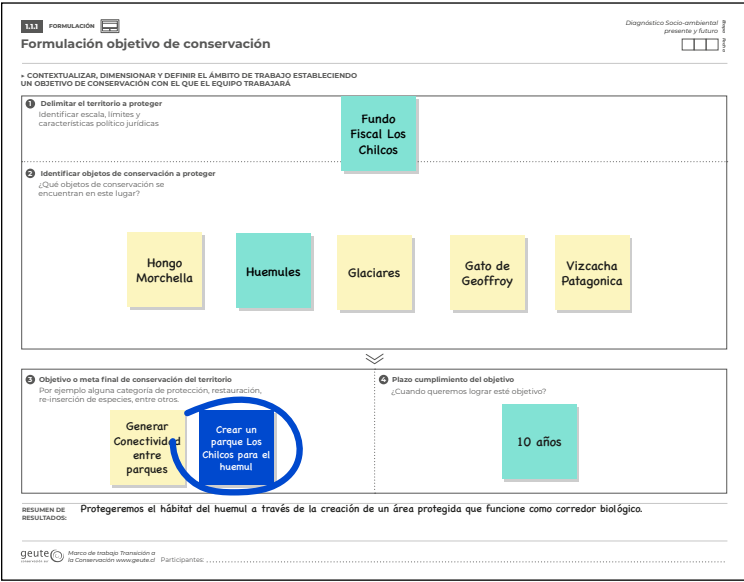 1.1.1 FORMULACIÓN
Formulación objetivo de conservación
Diagnóstico Socio-ambiental
presente y futuro
▸ CONTEXTUALIZAR, DIMENSIONAR Y DEFINIR EL ÁMBITO DE TRABAJO ESTABLECIENDO
UN OBJETIVO DE CONSERVACIÓN CON EL QUE EL EQUIPO TRABAJARÁ
1 Delimitar el territorio a proteger
Identificar escala, límites y
características político jurídicas
Fundo
Fiscal Los
Chilcos
2 Identificar objetos de conservación a proteger
¿Qué objetos de conservación se
encuentran en este lugar?
Hongo
Morchella
Huemules
Glaciares
Gato de
Geoffroy
Vizcacha
Patagonica
3 Objetivo o meta final de conservación del territorio
Por ejemplo alguna categoría de protección, restauración,
re-inserción de especies, entre otros.
Generar
Conectividad
entre
parques
Crear un
parque Los
Chilcos para el
huemul
4 Plazo cumplimiento del objetivo
¿Cuando queremos lograr esté objetivo?
10 años
RESUMEN DE
RESULTADOS:
Protegeremos el hábitat del huemul a través de la creación de un área protegida que funcione como corredor biológico.
geute
Marco de trabajo Transición a
la Conservación www.geute.cl
Participantes: